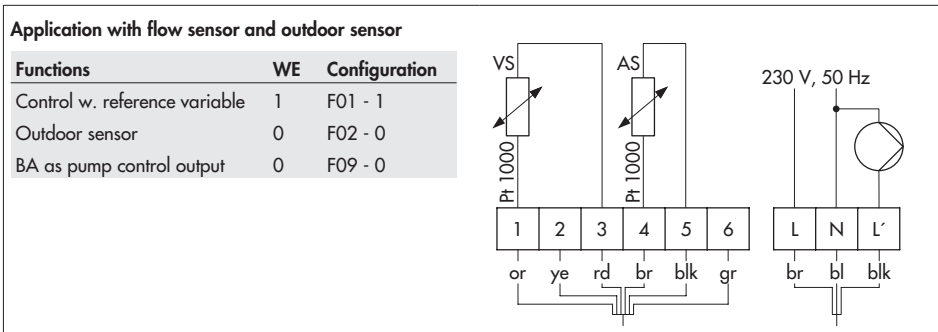 Application with flow sensor and outdoor sensor
Functions WE Configuration
Control w. reference variable 1 F01 - 1
Outdoor sensor 0 F02 - 0
BA as pump control output 0 F09 - 0
VS AS
230 V, 50 Hz
Pt 1000 Pt 1000
1 2 3 4 5 6 L N L´
or ye rd br blk gr br bl blk